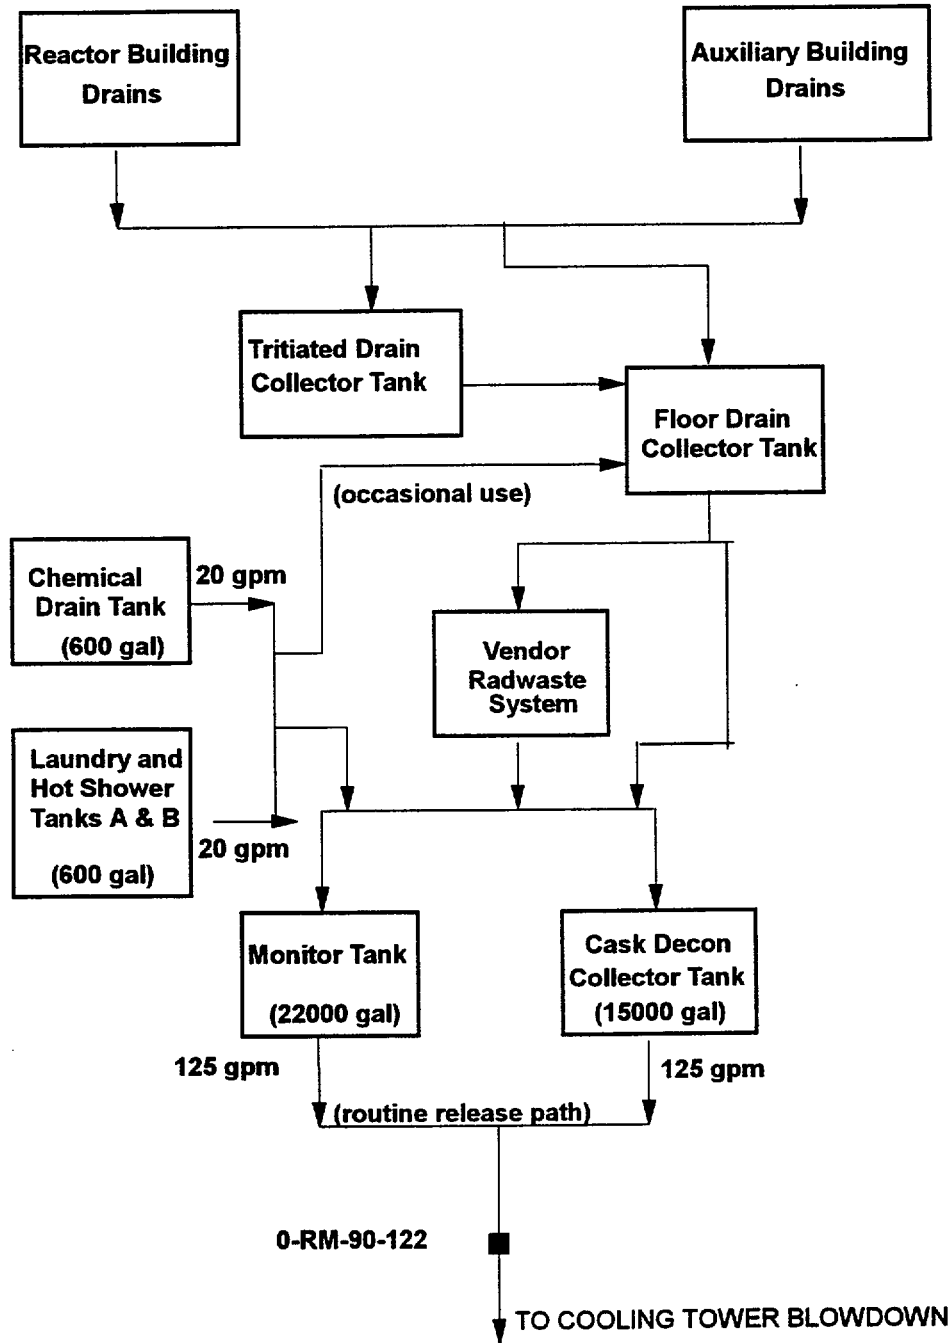 Reactor Building
Drains
Auxiliary Building
Drains
Tritiated Drain
Collector Tank
Floor Drain
Collector Tank
(occasional use)
Chemical
Drain Tank
(600 gal)
20 gpm
Vendor
Radwaste
System
Laundry and
Hot Shower
Tanks A & B
(600 gal)
20 gpm
Monitor Tank
(22000 gal)
Cask Decon
Collector Tank
(15000 gal)
125 gpm
125 gpm
(routine release path)
0-RM-90-122
TO COOLING TOWER BLOWDOWN